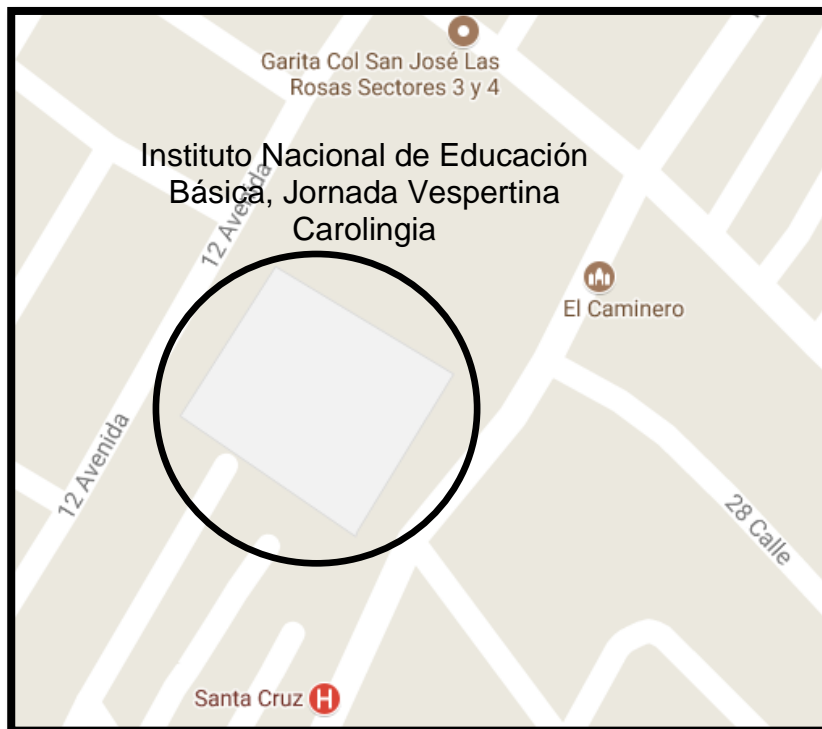 Garita Col San José Las
Rosas Sectores 3 y 4
Instituto Nacional de Educación
Básica, Jornada Vespertina
Carolingia
12 Avenida
El Caminero
12 Avenida
28 Calle
Santa Cruz H